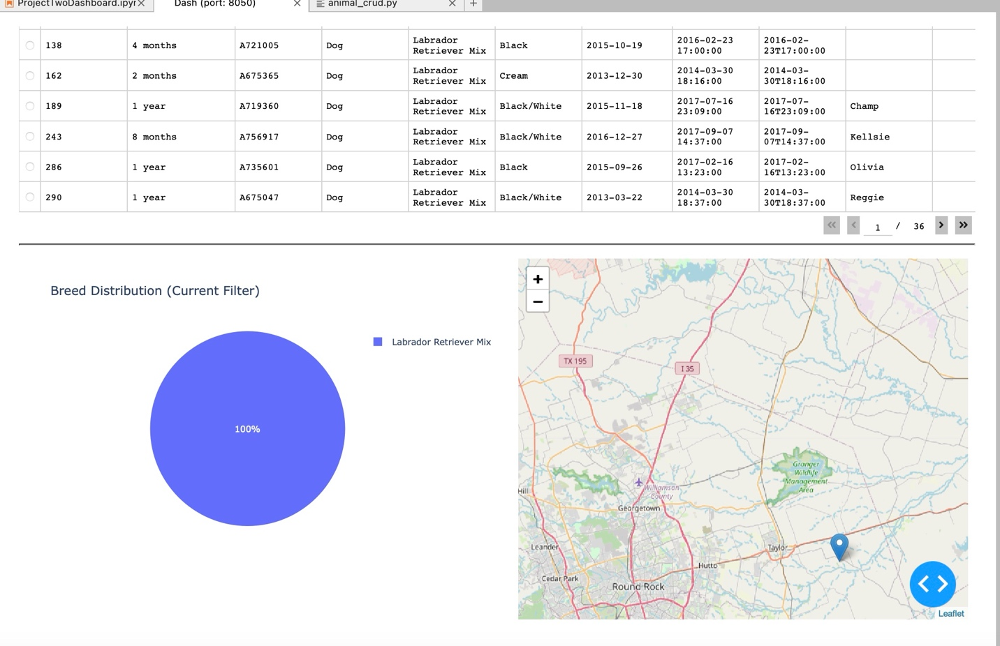 ProjectTwoDashboard.ipyr
Dash (port: 8050)
animal_crud.py
138 4 months A721005 Dog Labrador Retriever Mix Black 2015-10-19 2016-02-23 17:00:00 2016-02-23T17:00:00
162 2 months A675365 Dog Labrador Retriever Mix Cream 2013-12-30 2014-03-30 18:16:00 2014-03-30T18:16:00
189 1 year A719360 Dog Labrador Retriever Mix Black/White 2015-11-18 2017-07-16 23:09:00 2017-07-16T23:09:00 Champ
243 8 months A756917 Dog Labrador Retriever Mix Black/White 2016-12-27 2017-09-07 14:37:00 2017-09-07T14:37:00 Kellsie
286 1 year A735601 Dog Labrador Retriever Mix Black 2015-09-26 2017-02-16 13:23:00 2017-02-16T13:23:00 Olivia
290 1 year A675047 Dog Labrador Retriever Mix Black/White 2013-03-22 2014-03-30 18:37:00 2014-03-30T18:37:00 Reggie
« ‹ 1 / 36 › »
Breed Distribution (Current Filter)
Labrador Retriever Mix
100%
+
−
TX 195
I 35
Granger
Wildlife
Management
Area
Williamson
County
Hill
Georgetown
Leander
Taylor
Hutto
Cedar Park
Round Rock
Leaflet